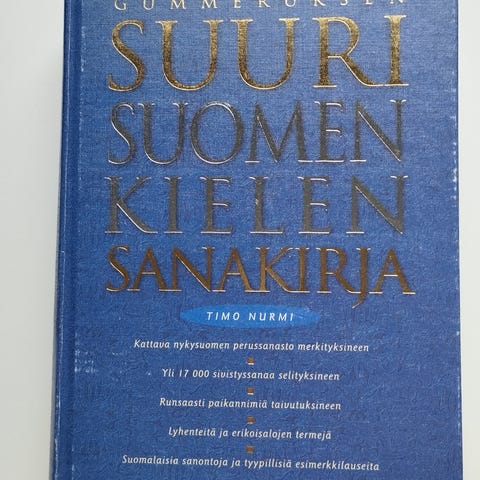 GUMMERUKSEN
SUURI
SUOMEN
KIELEN
SANAKIRJA
TIMO NURMI
Kattava nykysuomen perussanasto merkityksineen
Yli 17 000 sivistyssanaa selityksineen
Runsaasti paikannimiä taivutuksineen
Lyhenteitä ja erikoisalojen termejä
Suomalaisia sanontoja ja tyypillisiä esimerkkilauseita